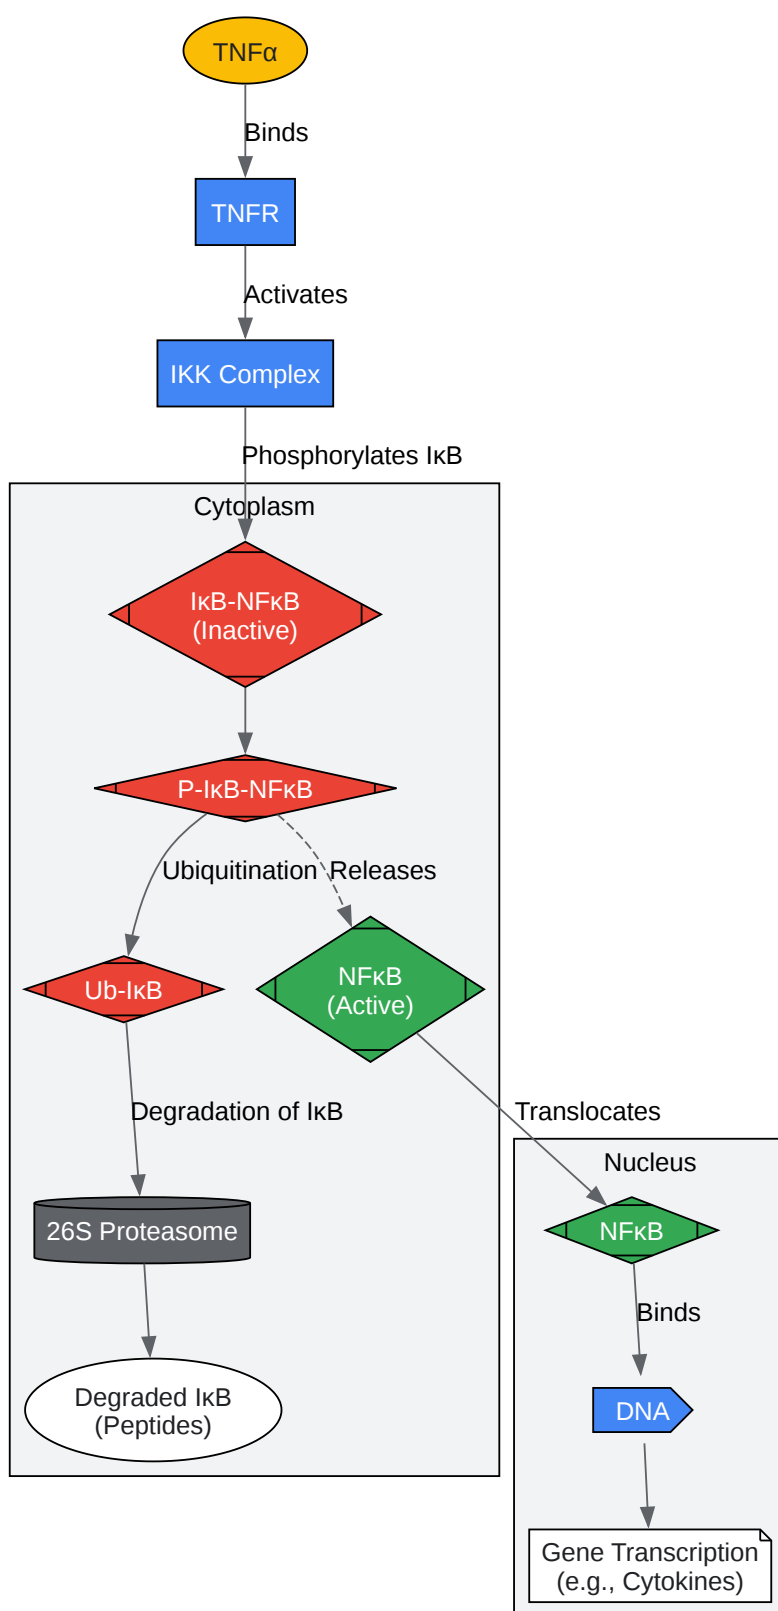 TNFα
Binds
TNFR
Activates
IKK Complex
Phosphorylates IκB
Cytoplasm
IκB-NFκB
(Inactive)
P-IκB-NFκB
Ubiquitination
Releases
Ub-IκB
NFκB
(Active)
Degradation of IκB
Translocates
Nucleus
26S Proteasome
NFκB
Binds
Degraded IκB
(Peptides)
DNA
Gene Transcription
(e.g., Cytokines)